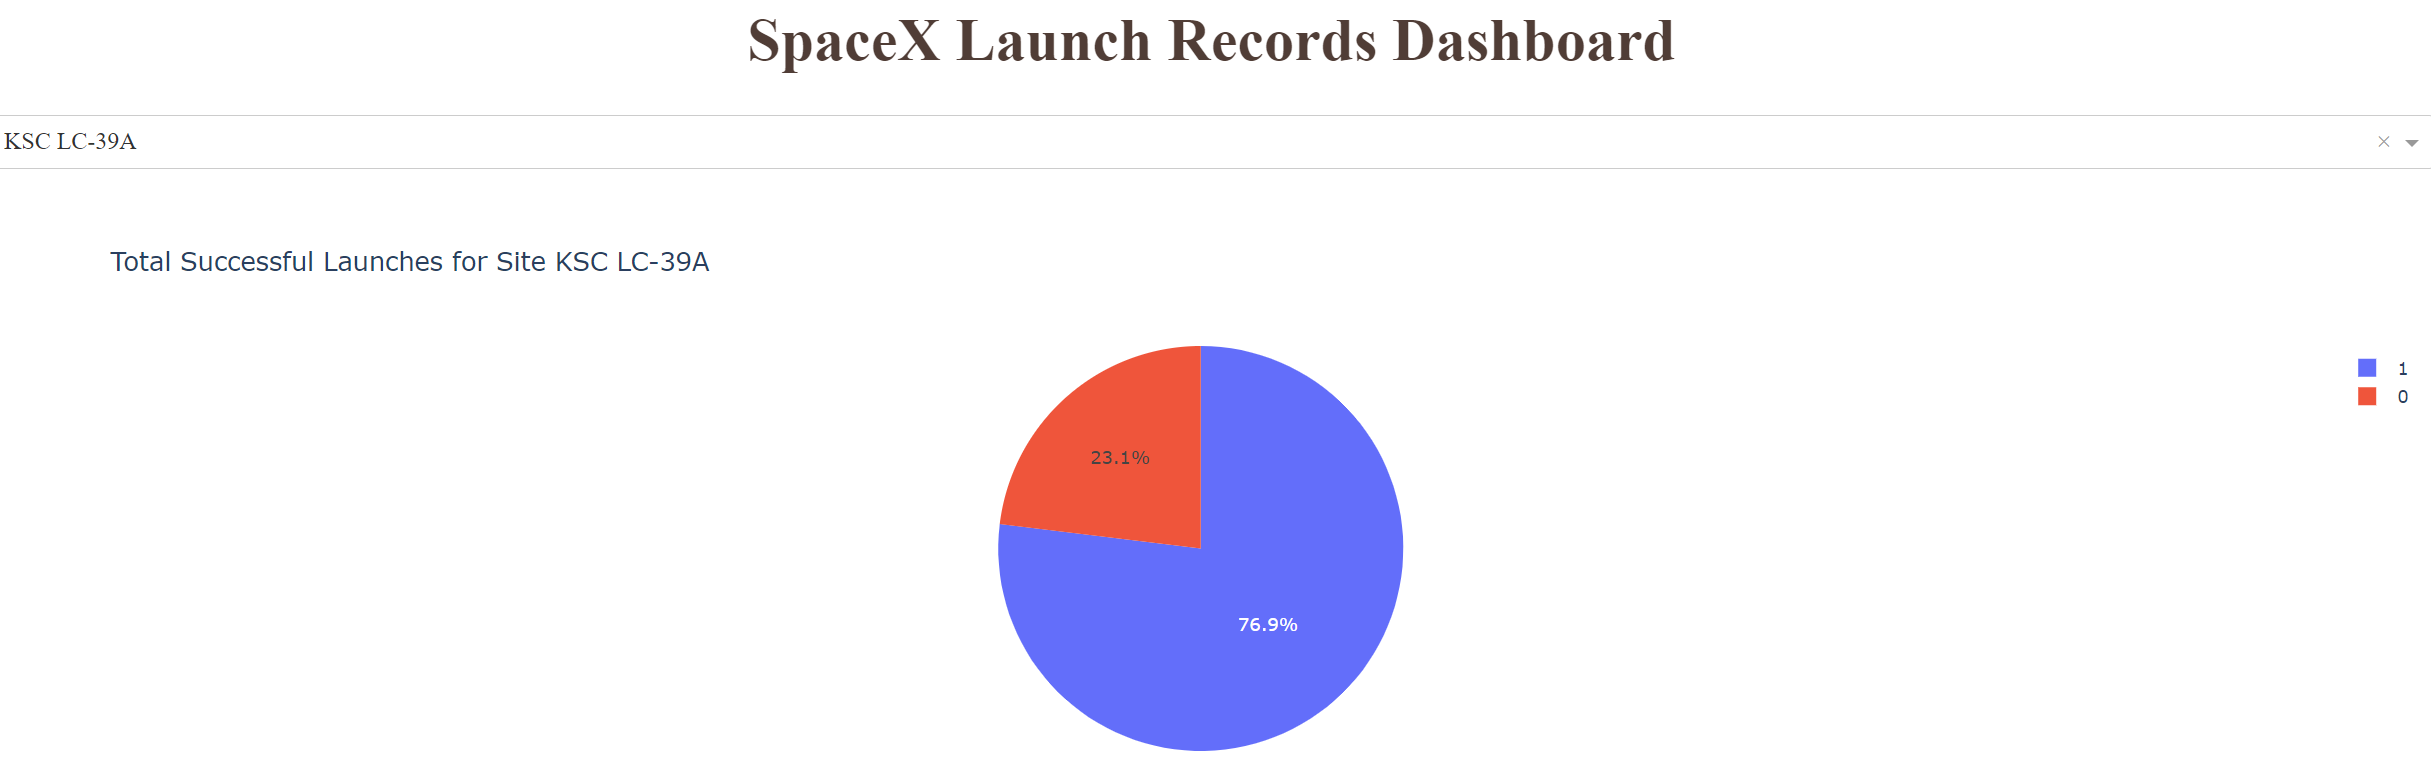 SpaceX Launch Records Dashboard
KSC LC-39A
×
Total Successful Launches for Site KSC LC-39A
1
0
23.1%
76.9%